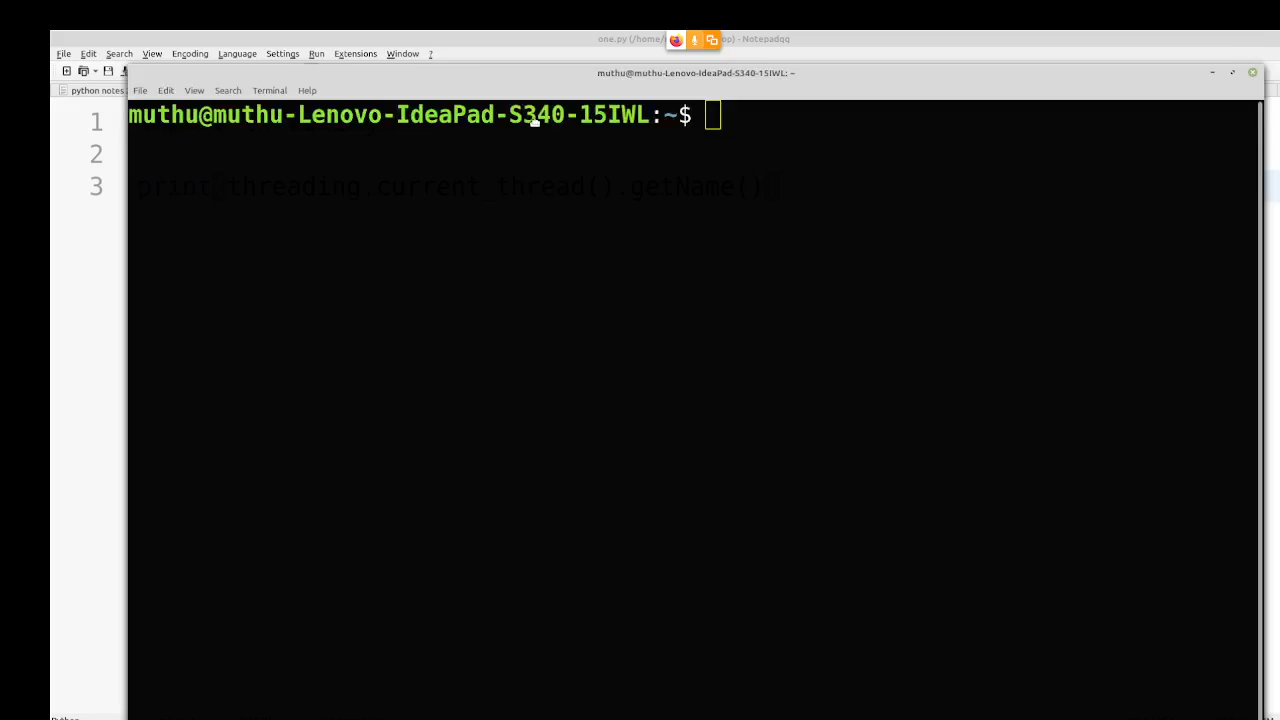 one.py (/home/ op) - Notepadqq
File Edit Search View Encoding Language Settings Run Extensions Window ?
muthu@muthu-Lenovo-IdeaPad-S340-15IWL: ~
python notes
File Edit View Search Terminal Help
muthu@muthu-Lenovo-IdeaPad-S340-15IWL:~$
1
2
3 print(threading.current_thread().getName())